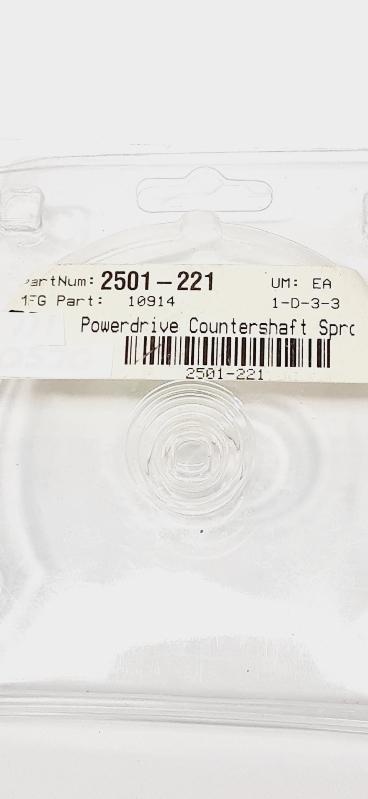 PartNum: 2501-221 UM: EA
MFG Part: 10914 1-D-3-3
Powerdrive Countershaft Spro
2501-221